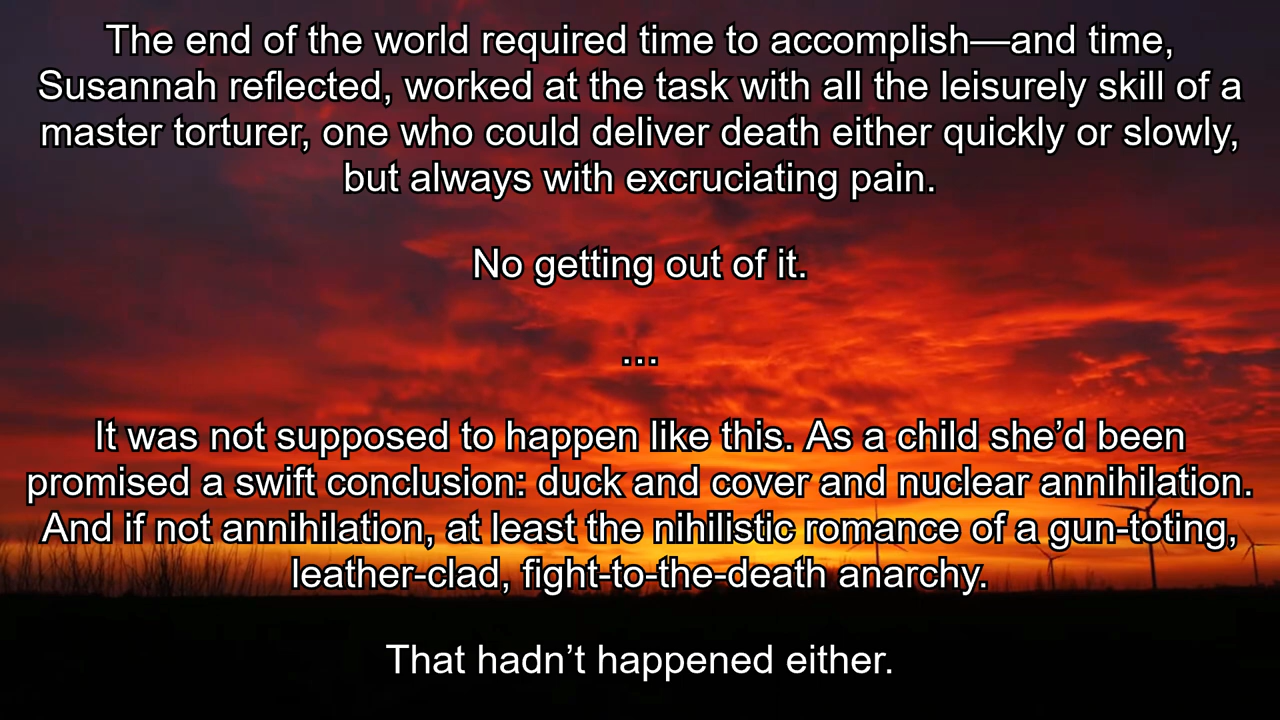 The end of the world required time to accomplish—and time,
Susannah reflected, worked at the task with all the leisurely skill of a
master torturer, one who could deliver death either quickly or slowly,
but always with excruciating pain.
No getting out of it.
…
It was not supposed to happen like this. As a child she’d been
promised a swift conclusion: duck and cover and nuclear annihilation.
And if not annihilation, at least the nihilistic romance of a gun-toting,
leather-clad, fight-to-the-death anarchy.
That hadn’t happened either.